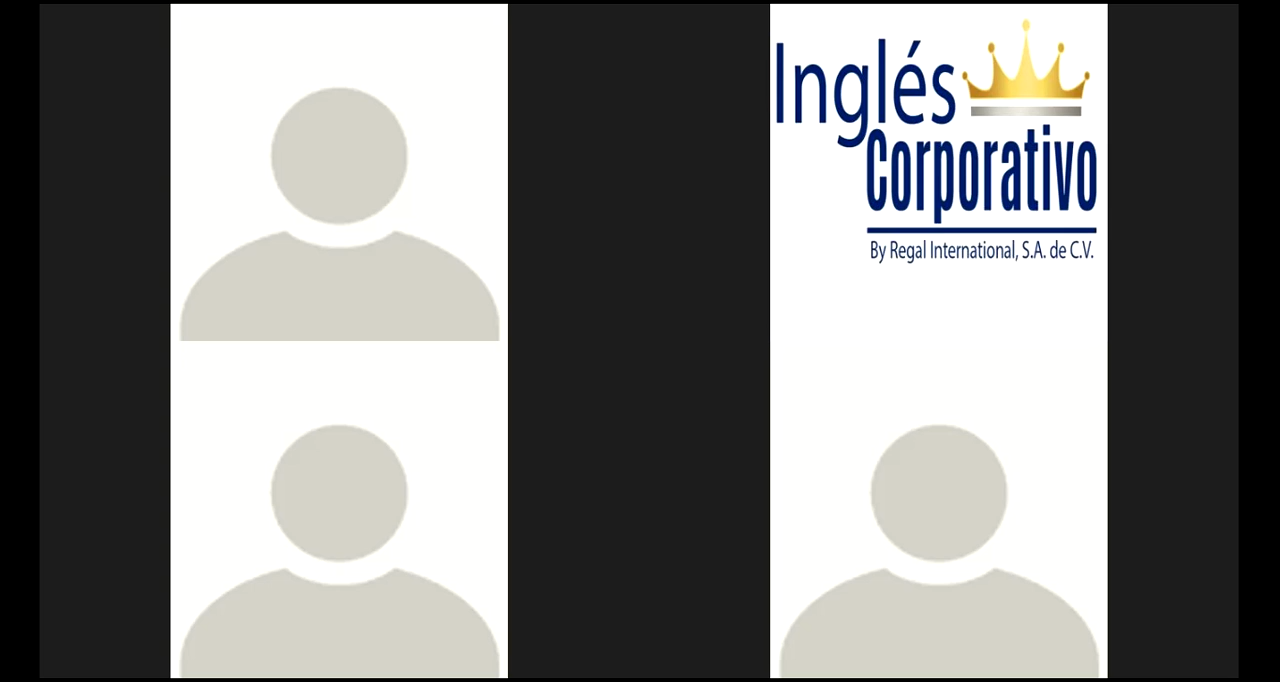 Inglés
Corporativo
By Regal International, S.A. de C.V.